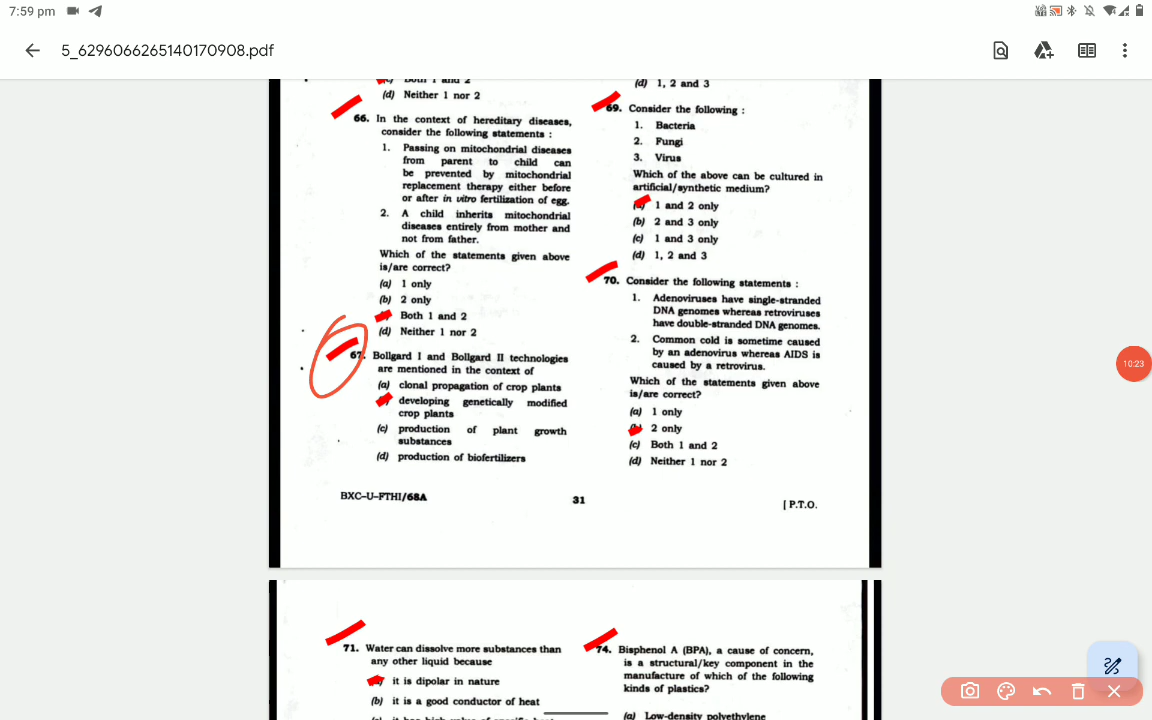 7:59 pm
5_6296066265140170908.pdf
Both 1 and 2
(d) Neither 1 nor 2
66. In the context of hereditary diseases,
consider the following statements :
1. Passing on mitochondrial diseases
from parent to child can
be prevented by mitochondrial
replacement therapy either before
or after in vitro fertilization of egg.
2. A child inherits mitochondrial
diseases entirely from mother and
not from father.
Which of the statements given above
is/are correct?
(a) 1 only
(b) 2 only
Both 1 and 2
(d) Neither 1 nor 2
67. Bollgard I and Bollgard II technologies
are mentioned in the context of
(a) clonal propagation of crop plants
developing genetically modified
crop plants
(c) production of plant growth
substances
(d) production of biofertilizers
(d) 1, 2 and 3
69. Consider the following :
1. Bacteria
2. Fungi
3. Virus
Which of the above can be cultured in
artificial/synthetic medium?
1 and 2 only
(b) 2 and 3 only
(c) 1 and 3 only
(d) 1, 2 and 3
70. Consider the following statements :
1. Adenoviruses have single-stranded
DNA genomes whereas retroviruses
have double-stranded DNA genomes.
2. Common cold is sometime caused
by an adenovirus whereas AIDS is
caused by a retrovirus.
Which of the statements given above
is/are correct?
(a) 1 only
2 only
(c) Both 1 and 2
(d) Neither 1 nor 2
BXC-U-FTHI/68A
31
[ P.T.O.
10:23
71. Water can dissolve more substances than
any other liquid because
it is dipolar in nature
(b) it is a good conductor of heat
74. Bisphenol A (BPA), a cause of concern,
is a structural/key component in the
manufacture of which of the following
kinds of plastics?
(a) Low-density polyethylene